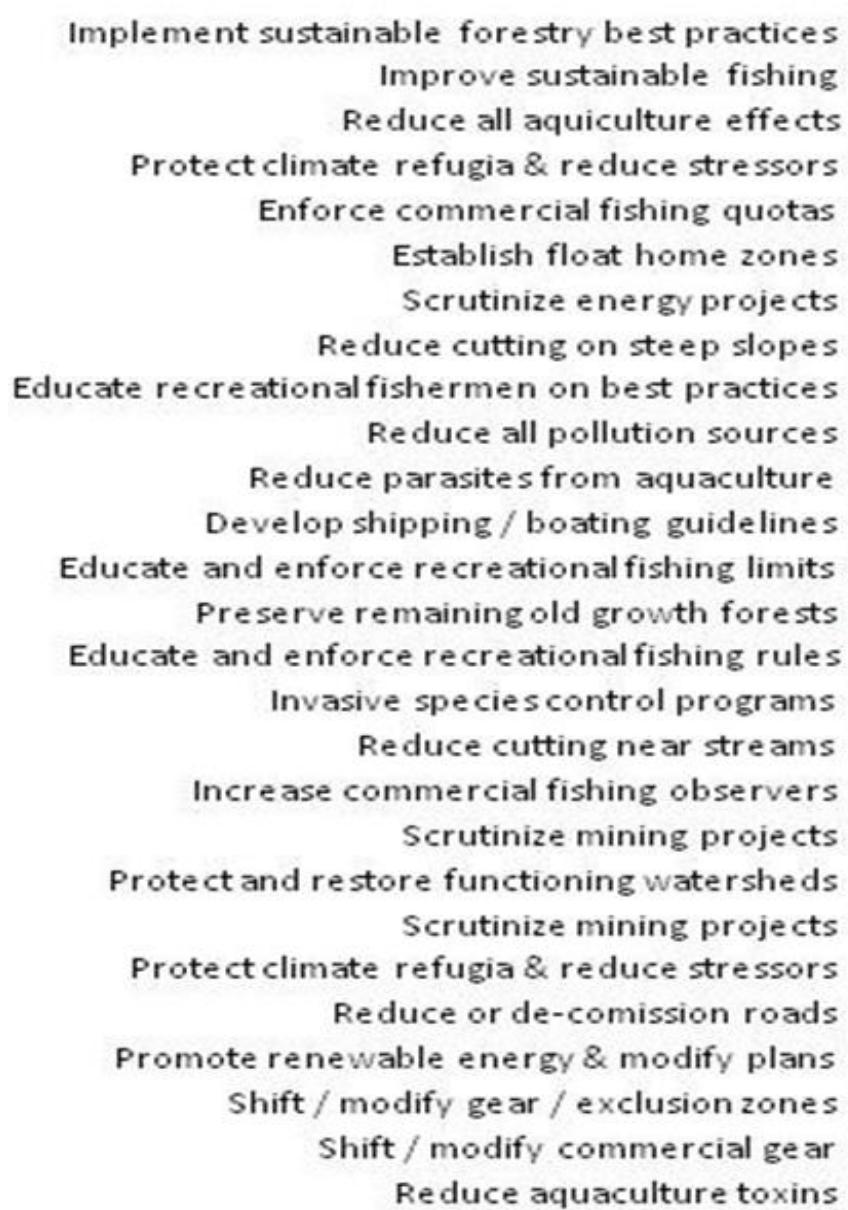 Implement sustainable forestry best practices
Improve sustainable fishing
Reduce all aquiculture effects
Protect climate refugia & reduce stressors
Enforce commercial fishing quotas
Establish float home zones
Scrutinize energy projects
Reduce cutting on steep slopes
Educate recreational fishermen on best practices
Reduce all pollution sources
Reduce parasites from aquaculture
Develop shipping / boating guidelines
Educate and enforce recreational fishing limits
Preserve remaining old growth forests
Educate and enforce recreational fishing rules
Invasive species control programs
Reduce cutting near streams
Increase commercial fishing observers
Scrutinize mining projects
Protect and restore functioning watersheds
Scrutinize mining projects
Protect climate refugia & reduce stressors
Reduce or de-comission roads
Promote renewable energy & modify plans
Shift / modify gear / exclusion zones
Shift / modify commercial gear
Reduce aquaculture toxins